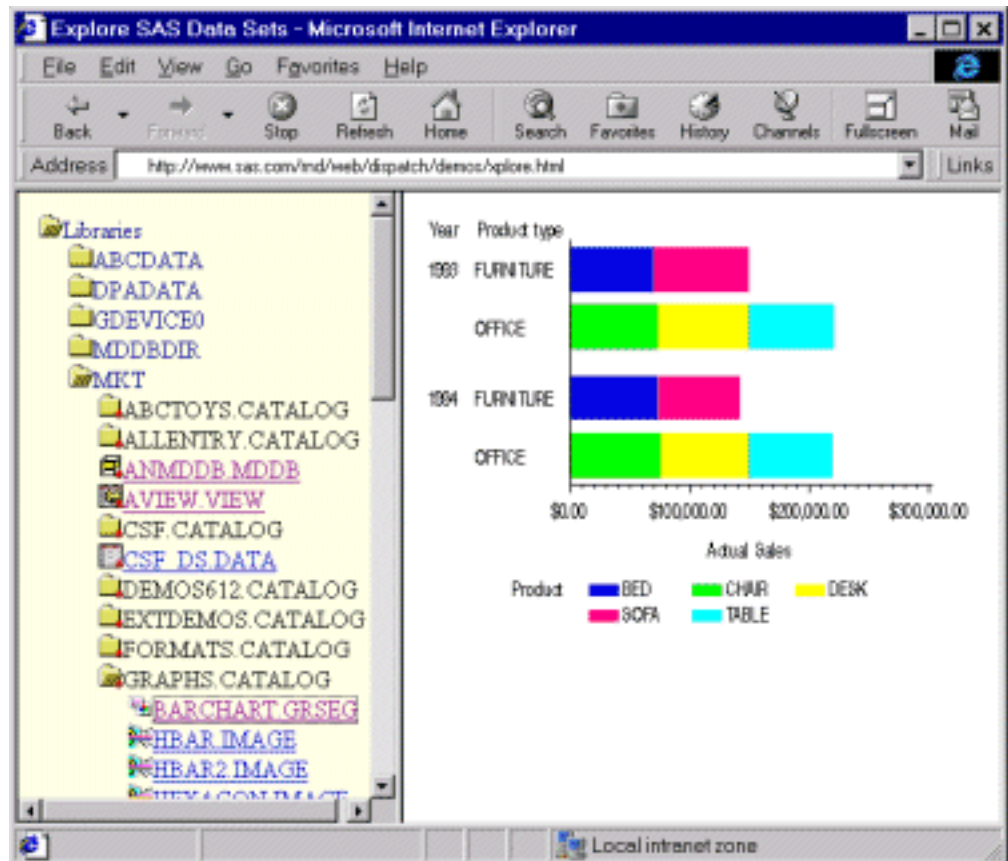 Explore SAS Data Sets - Microsoft Internet Explorer
File Edit View Go Favorites Help
Back Forward Stop Refresh Home Search Favorites History Channels Fullscreen Mail
Address http://www.sas.com/rnd/web/dispatch/demos/xplore.html Links
Libraries
ABCDATA
DPADATA
GDEVICE0
MDDBDIR
MKT
ABCTOYS.CATALOG
ALLENTRY.CATALOG
ANMDDB.MDDB
AVIEW.VIEW
CSF.CATALOG
CSF_DS.DATA
DEMOS612.CATALOG
EXTDEMOS.CATALOG
FORMATS.CATALOG
GRAPHS.CATALOG
BARCHART.GRSEG
HBAR.IMAGE
HBAR2.IMAGE
HEXAGON.IMAGE
Year Product type
1993 FURNITURE
OFFICE
1994 FURNITURE
OFFICE
$0.00 $100,000.00 $200,000.00 $300,000.00
Actual Sales
Product BED CHAIR DESK
SOFA TABLE
Local intranet zone